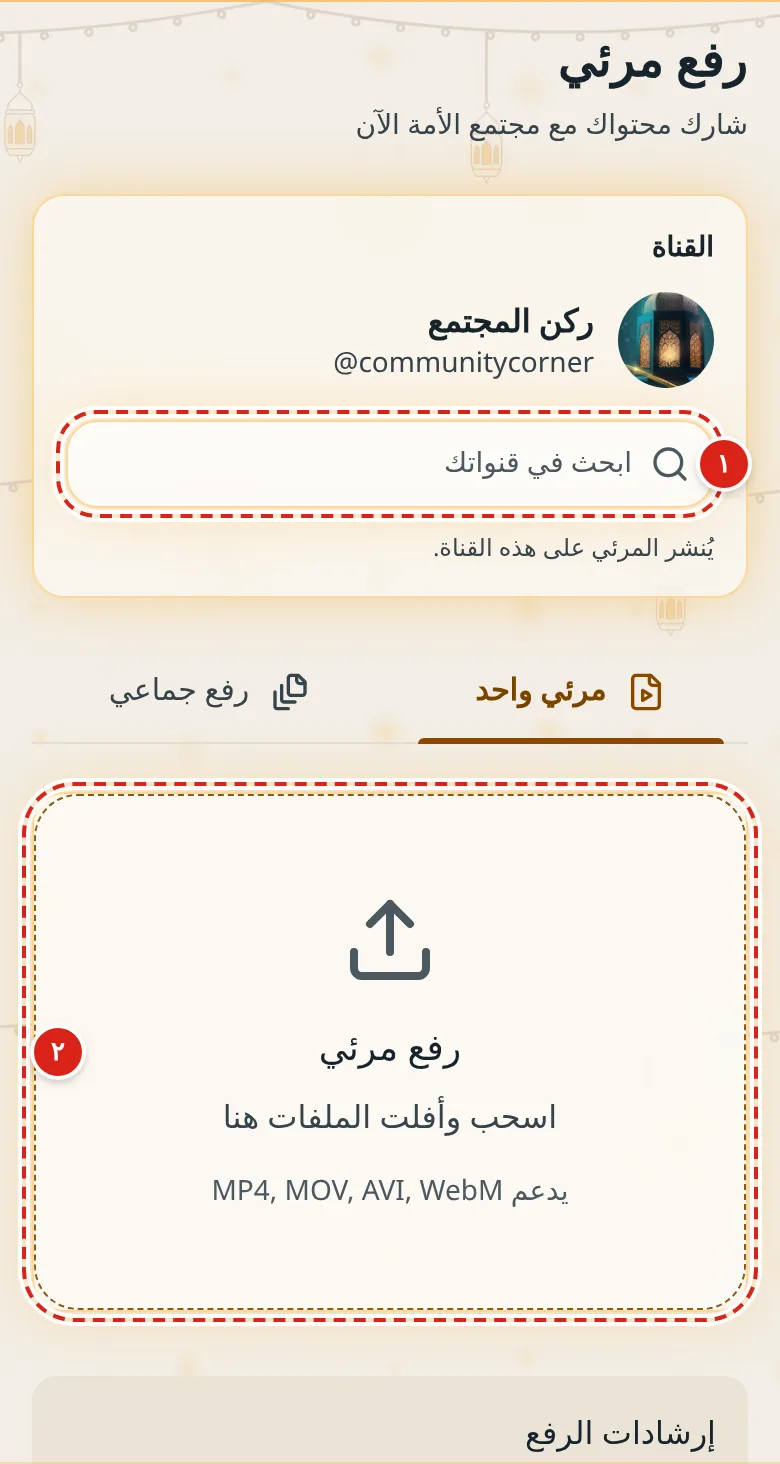 رفع مرئي
شارك محتواك مع مجتمع الأمة الآن
القناة
ركن المجتمع
@communitycorner
ابحث في قنواتك
١
يُنشر المرئي على هذه القناة.
مرئي واحد
رفع جماعي
٢
رفع مرئي
اسحب وأفلت الملفات هنا
يدعم MP4, MOV, AVI, WebM
إرشادات الرفع